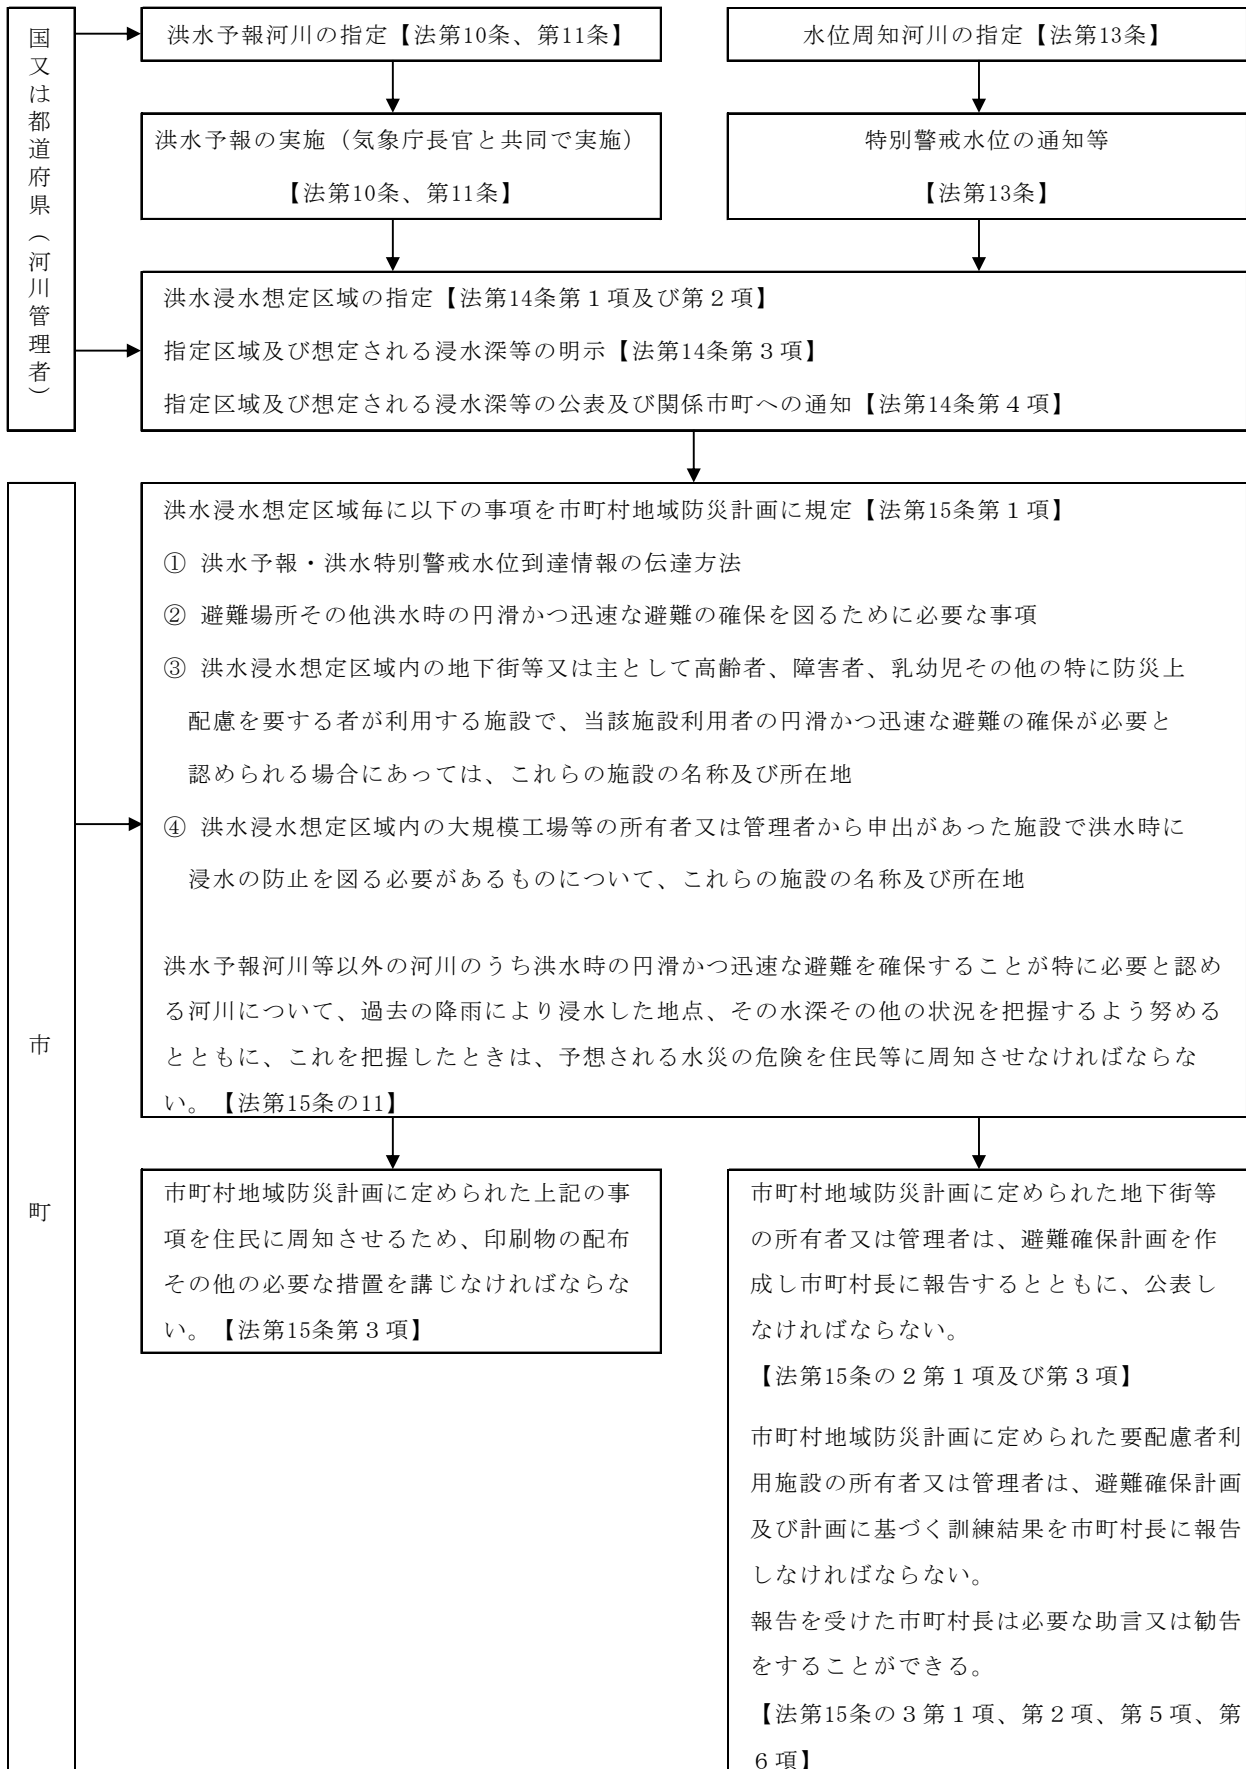 国又は都道府県（河川管理者）
洪水予報河川の指定【法第10条、第11条】
水位周知河川の指定【法第13条】
洪水予報の実施（気象庁長官と共同で実施）
【法第10条、第11条】
特別警戒水位の通知等
【法第13条】
洪水浸水想定区域の指定【法第14条第１項及び第２項】
指定区域及び想定される浸水深等の明示【法第14条第３項】
指定区域及び想定される浸水深等の公表及び関係市町への通知【法第14条第４項】
市町
洪水浸水想定区域毎に以下の事項を市町村地域防災計画に規定【法第15条第１項】
① 洪水予報・洪水特別警戒水位到達情報の伝達方法
② 避難場所その他洪水時の円滑かつ迅速な避難の確保を図るために必要な事項
③ 洪水浸水想定区域内の地下街等又は主として高齢者、障害者、乳幼児その他の特に防災上
配慮を要する者が利用する施設で、当該施設利用者の円滑かつ迅速な避難の確保が必要と
認められる場合にあっては、これらの施設の名称及び所在地
④ 洪水浸水想定区域内の大規模工場等の所有者又は管理者から申出があった施設で洪水時に
浸水の防止を図る必要があるものについて、これらの施設の名称及び所在地
洪水予報河川等以外の河川のうち洪水時の円滑かつ迅速な避難を確保することが特に必要と認め
る河川について、過去の降雨により浸水した地点、その水深その他の状況を把握するよう努める
とともに、これを把握したときは、予想される水災の危険を住民等に周知させなければならな
い。【法第15条の11】
市町村地域防災計画に定められた上記の事
項を住民に周知させるため、印刷物の配布
その他の必要な措置を講じなければならな
い。【法第15条第３項】
市町村地域防災計画に定められた地下街等
の所有者又は管理者は、避難確保計画を作
成し市町村長に報告するとともに、公表し
なければならない。
【法第15条の２第１項及び第３項】
市町村地域防災計画に定められた要配慮者利
用施設の所有者又は管理者は、避難確保計画
及び計画に基づく訓練結果を市町村長に報告
しなければならない。
報告を受けた市町村長は必要な助言又は勧告
をすることができる。
【法第15条の３第１項、第２項、第５項、第
６項】